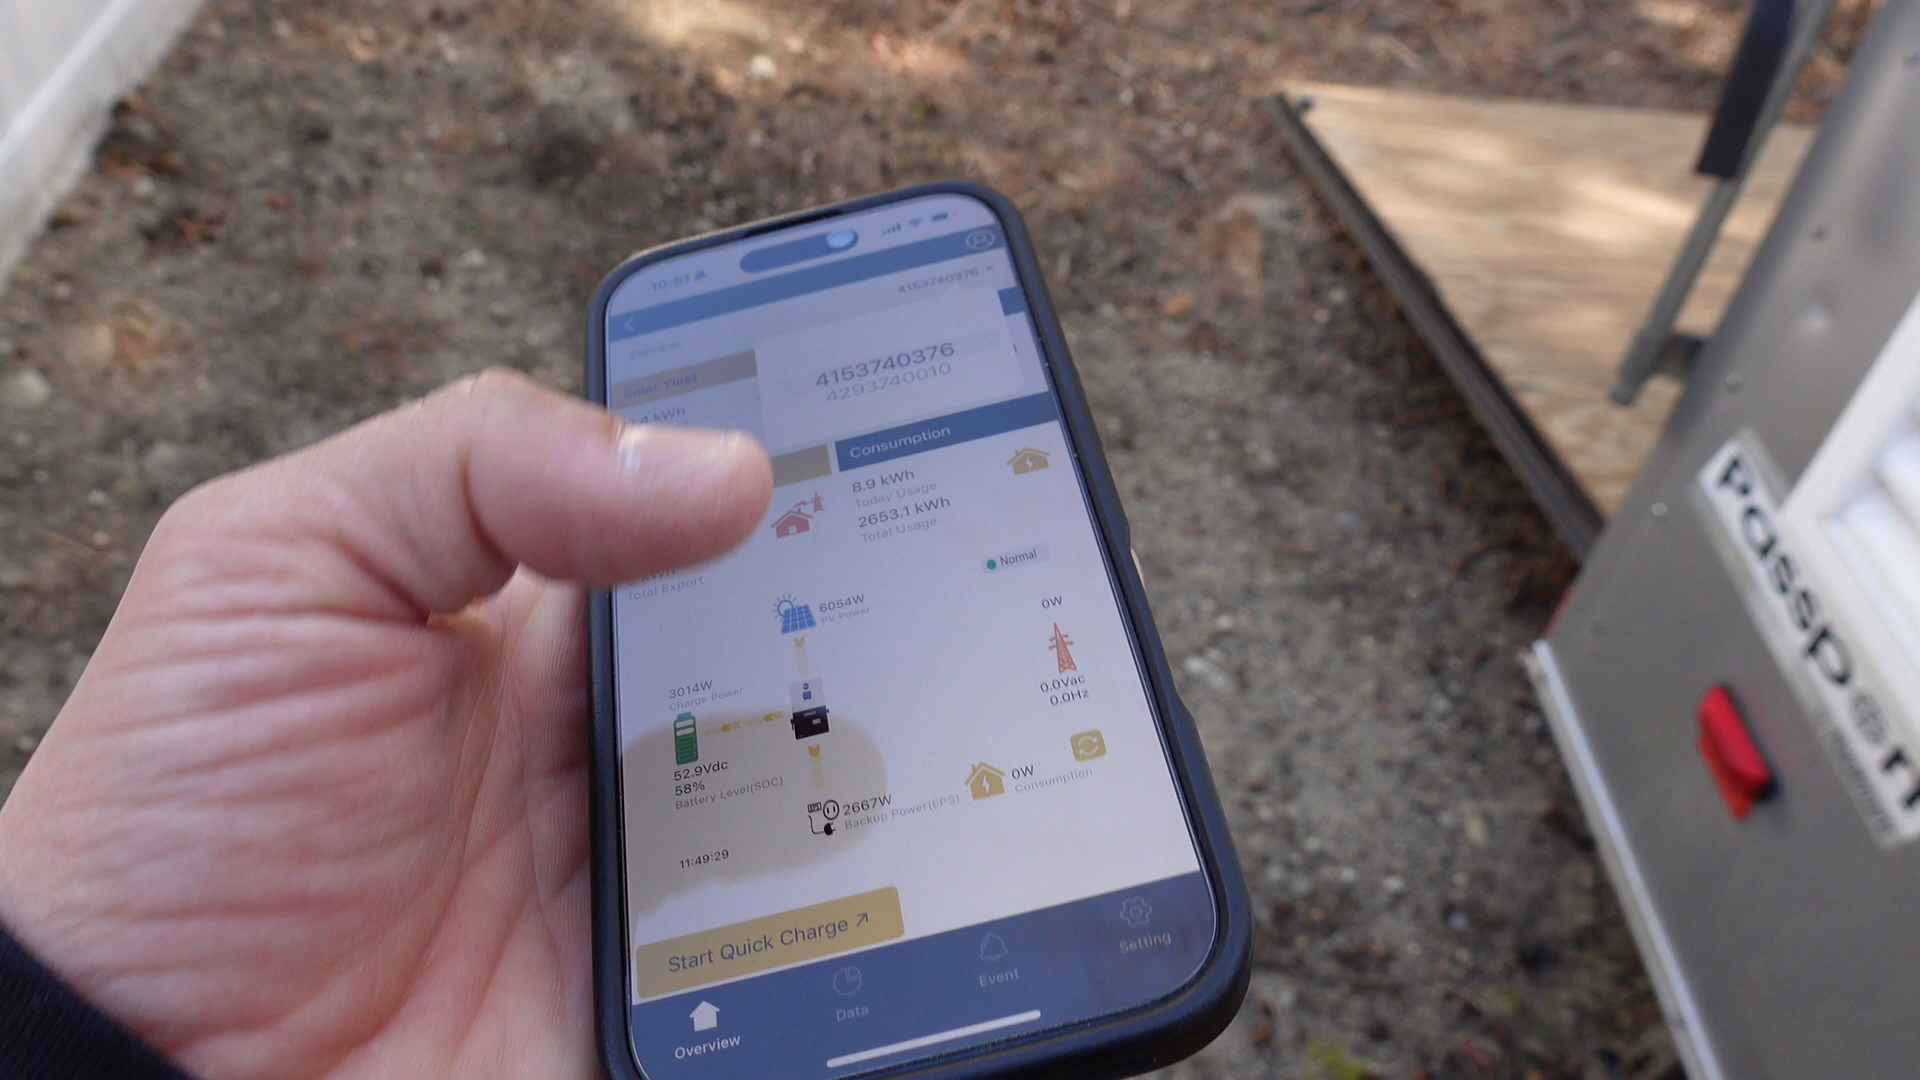 10:51
4153740376
Device
Solar Yield
4153740376
4293740010
.4 kWh
Consumption
8.9 kWh
Today Usage
2653.1 kWh
Total Usage
kWh
Total Export
Normal
6054W
PV Power
0W
3014W
Charge Power
0.0Vac
0.0Hz
52.9Vdc
58%
Battery Level(SOC)
2667W
Backup Power(EPS)
0W
Consumption
11:49:29
Start Quick Charge
Overview
Data
Event
Setting
Passport